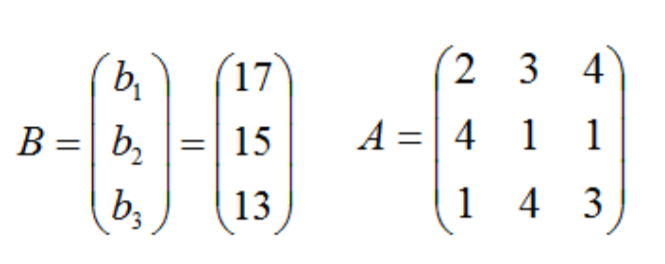 B = (b₁ b₂ b₃) = (17 15 13)
A = (2 3 4
4 1 1
1 4 3)